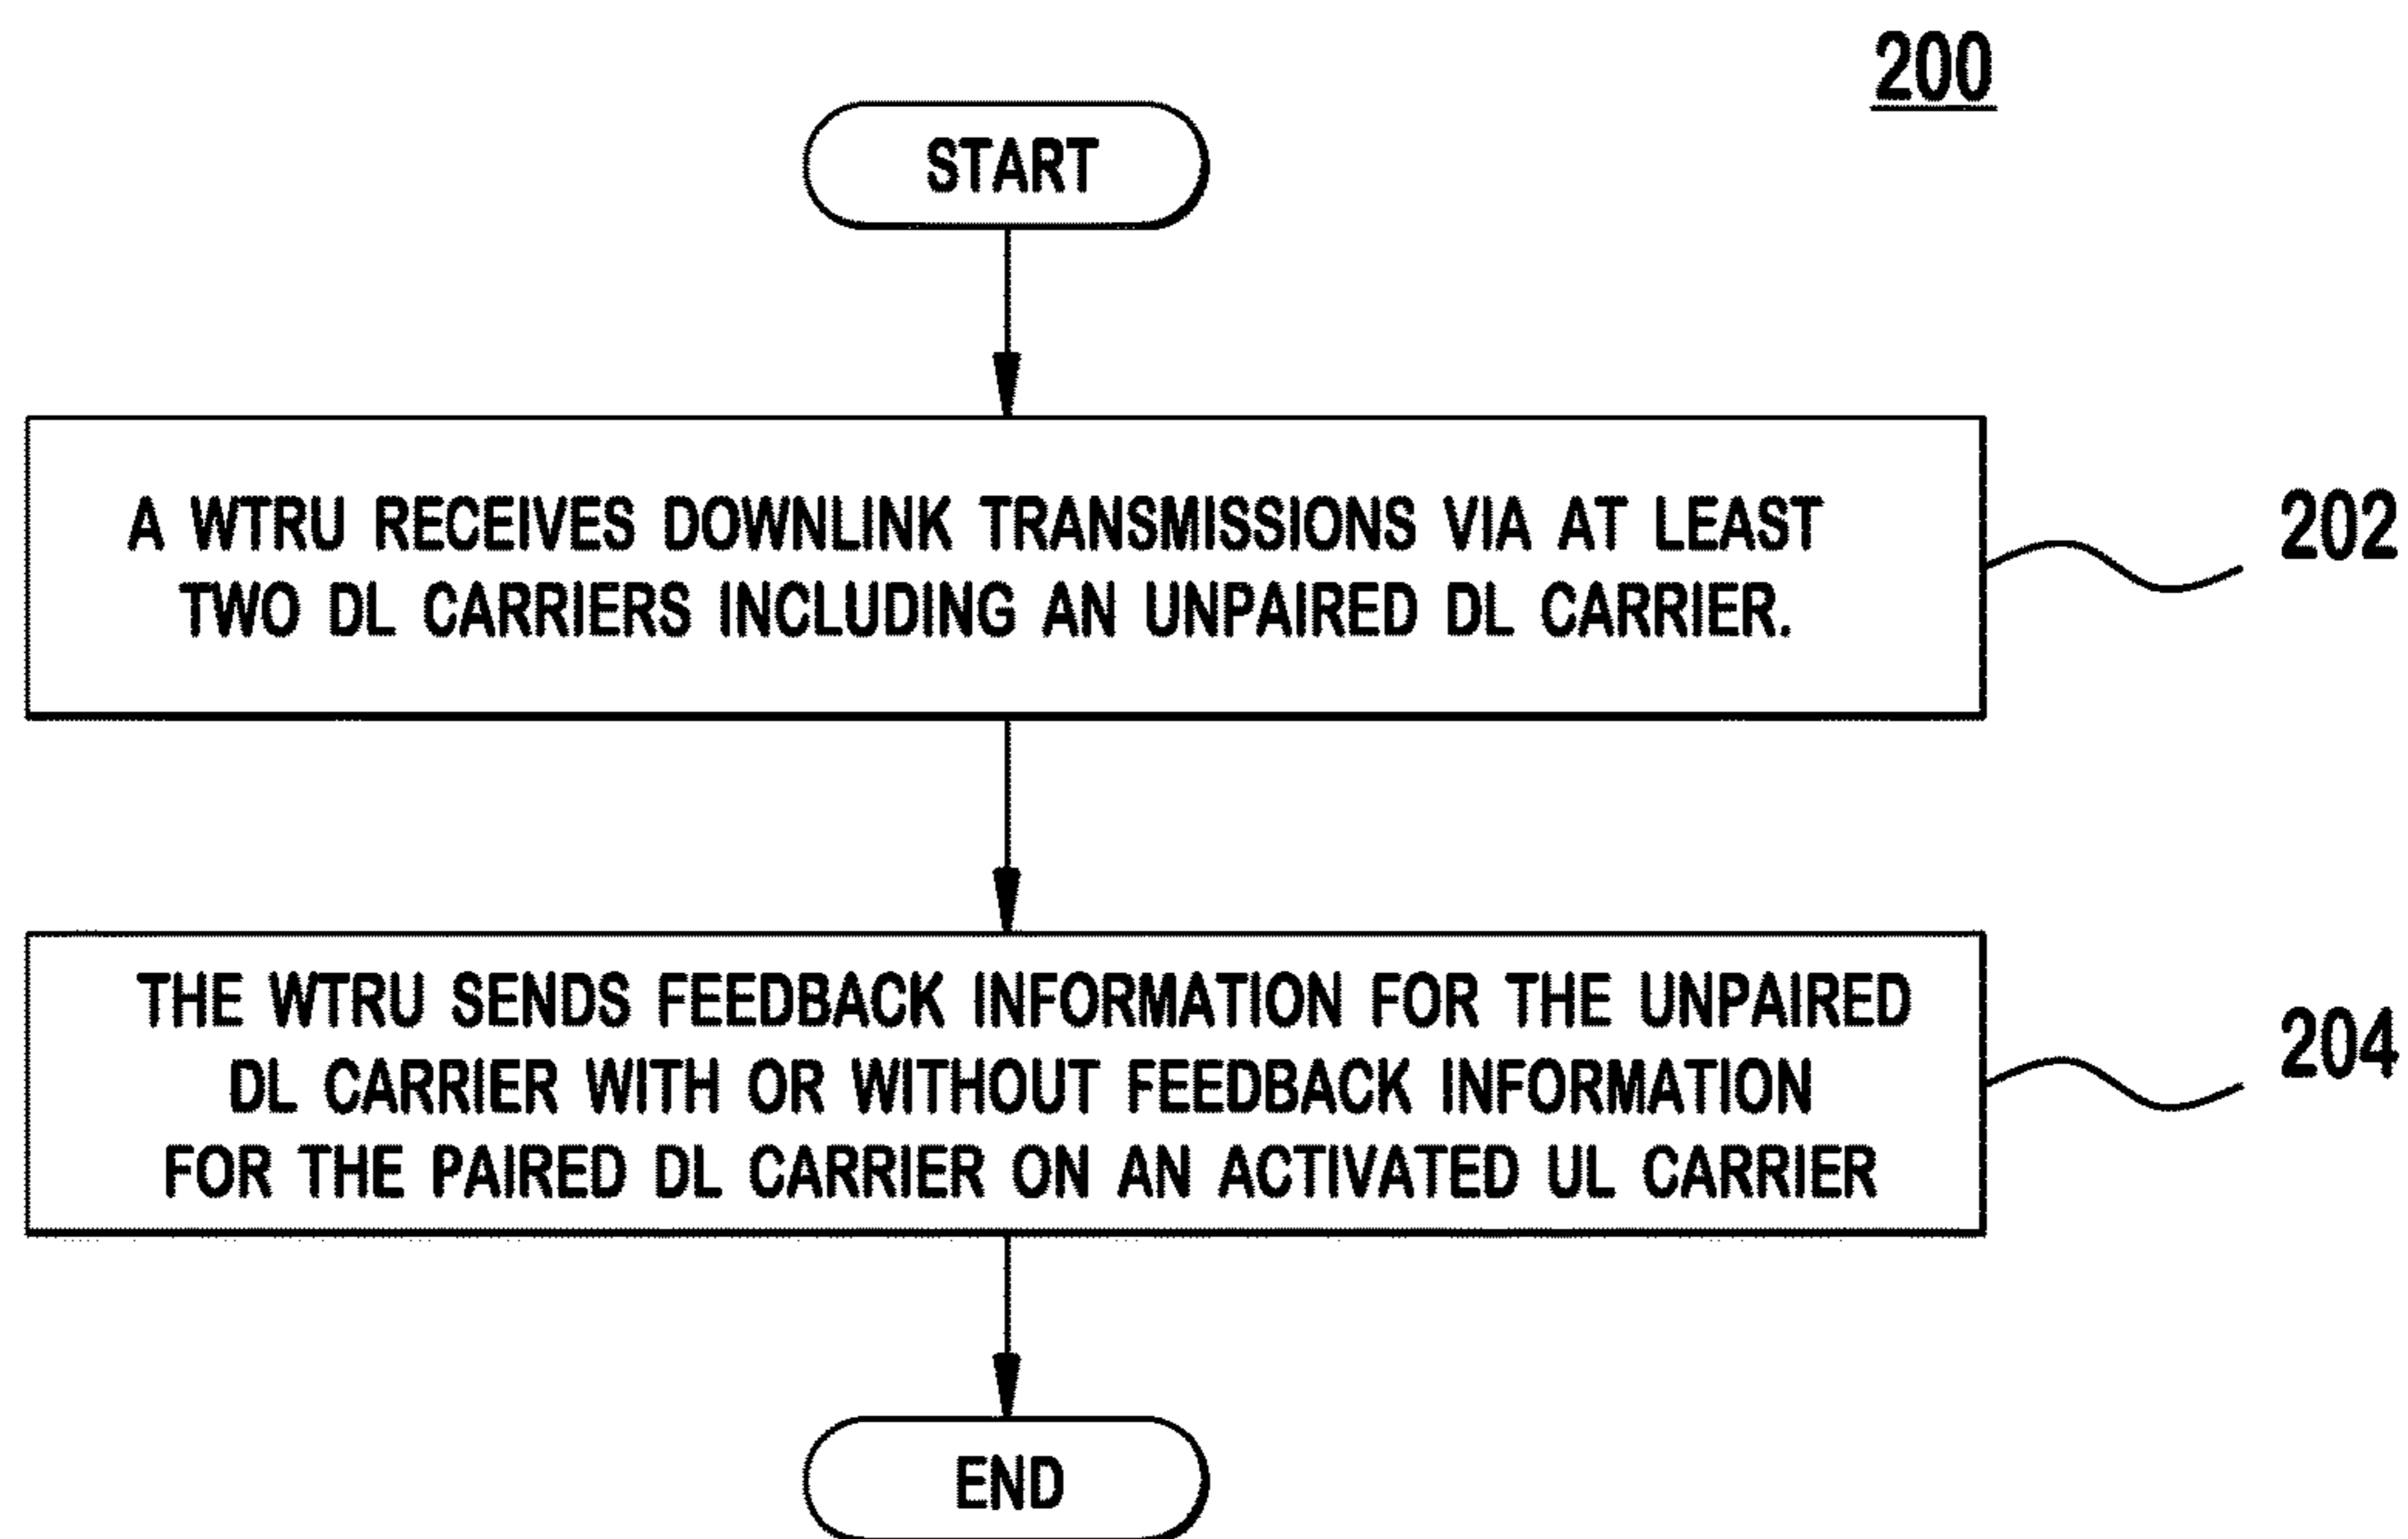 200
START
A WTRU RECEIVES DOWNLINK TRANSMISSIONS VIA AT LEAST
TWO DL CARRIERS INCLUDING AN UNPAIRED DL CARRIER.
202
THE WTRU SENDS FEEDBACK INFORMATION FOR THE UNPAIRED
DL CARRIER WITH OR WITHOUT FEEDBACK INFORMATION
FOR THE PAIRED DL CARRIER ON AN ACTIVATED UL CARRIER
204
END